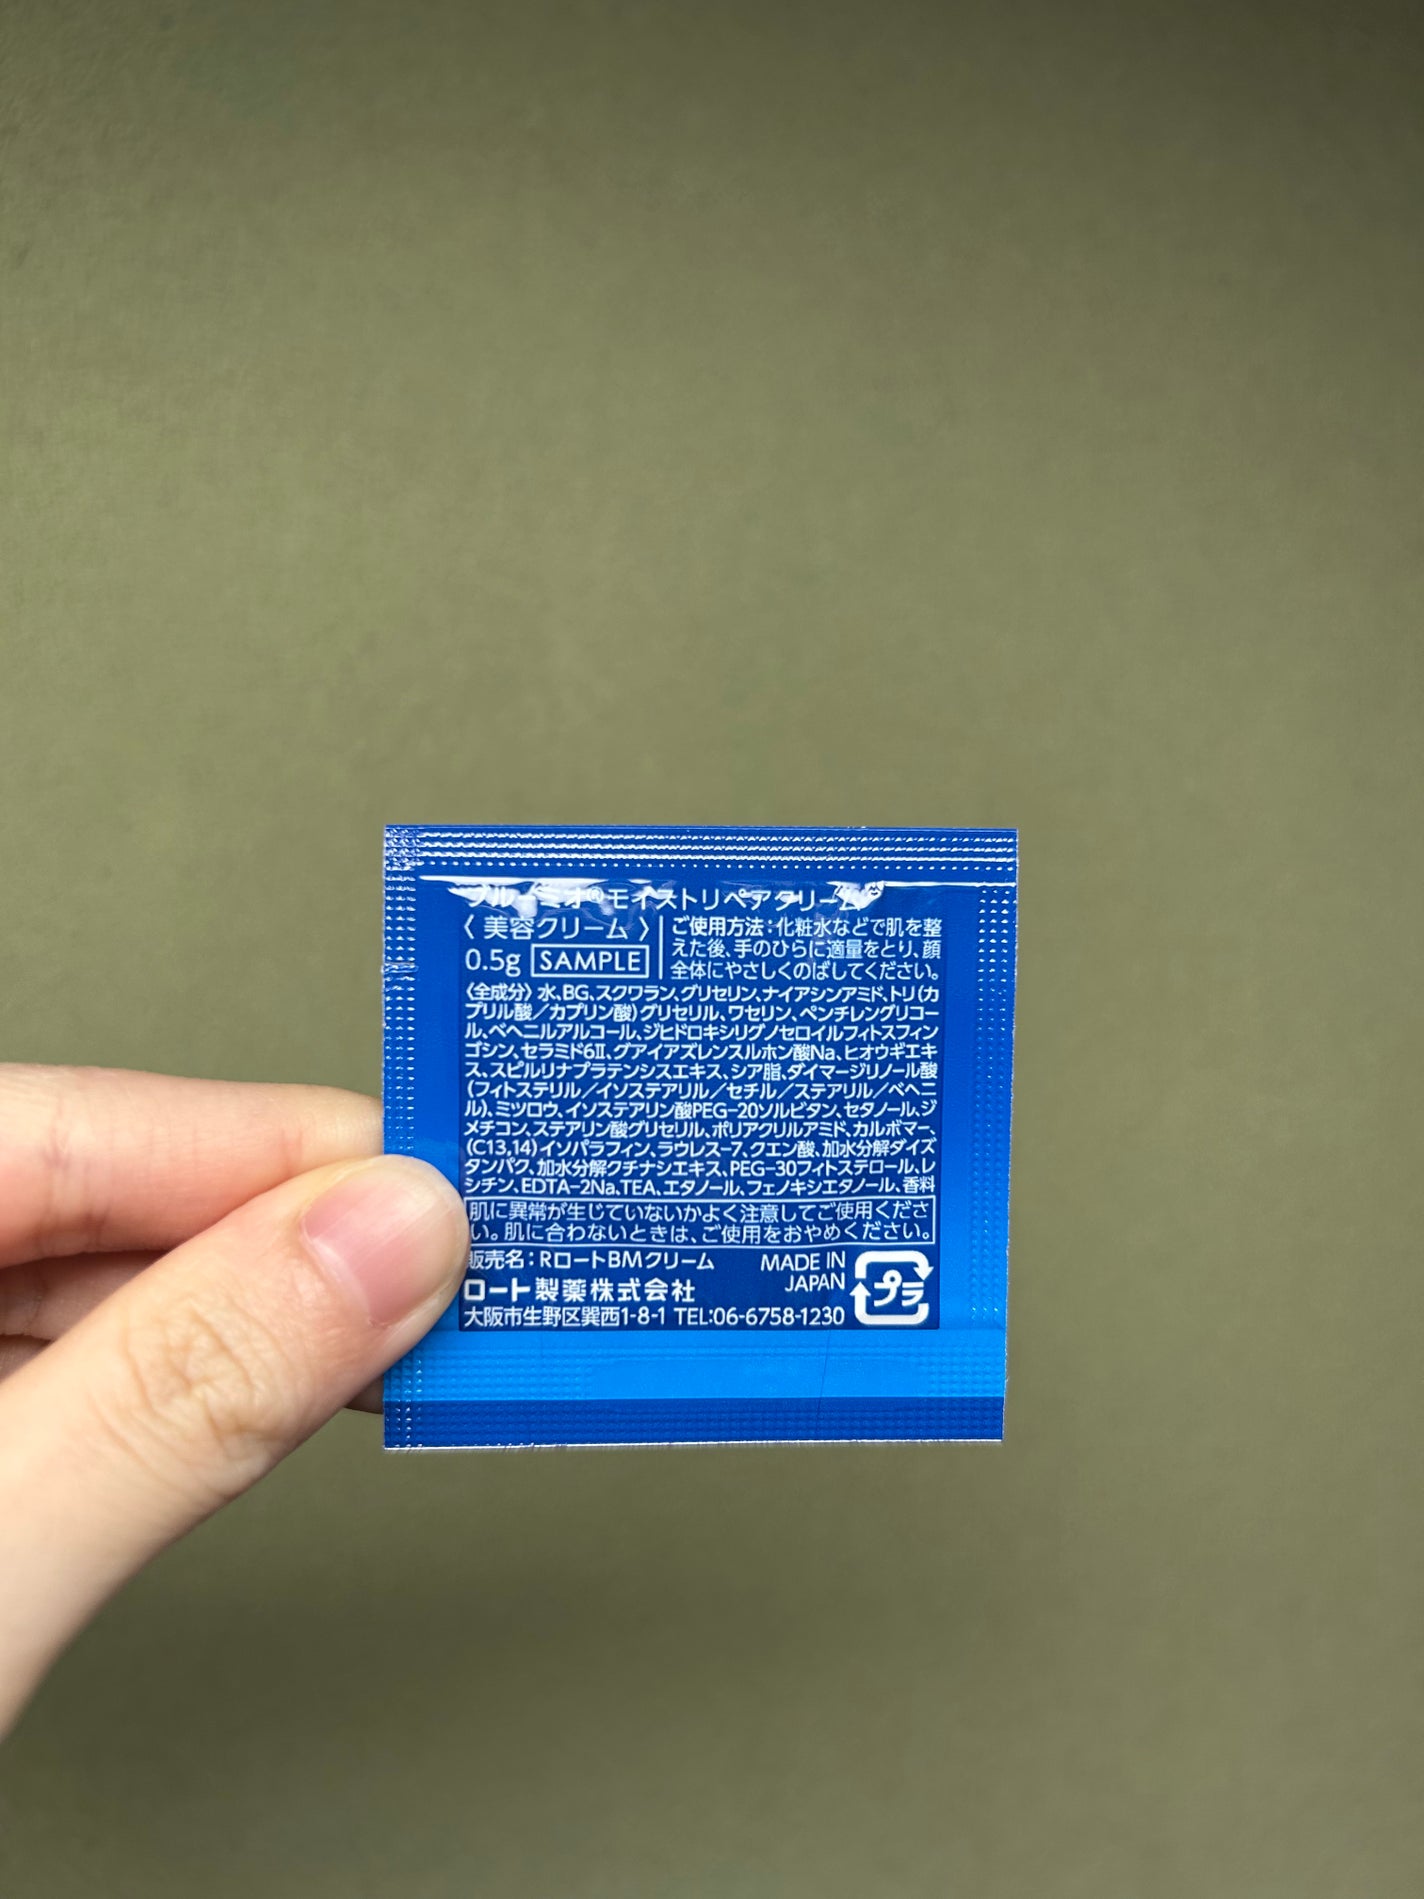 ブルーミオ®モイストリペアクリーム
〈 美容クリーム 〉
0.5g SAMPLE
ご使用方法：化粧水などで肌を整
えた後、手のひらに適量をとり、顔
全体にやさしくのばしてください。
〈全成分〉水、BG、スクワラン、グリセリン、ナイアシンアミド、トリ(カ
プリル酸／カプリン酸)グリセリル、ワセリン、ペンチレングリコー
ル、ベヘニルアルコール、ジヒドロキシリグノセロイルフィトスフィン
ゴシン、セラミド6Ⅱ、グアイアズレンスルホン酸Na、ヒオウギエキ
ス、スピルリナプラテンシスエキス、シア脂、ダイマージリノール酸
(フィトステリル／イソステアリル／セチル／ステアリル／ベヘニ
ル)、ミツロウ、イソステアリン酸PEG-20ソルビタン、セタノール、ジ
メチコン、ステアリン酸グリセリル、ポリアクリルアミド、カルボマー、
(C13,14)イソパラフィン、ラウレス-7、クエン酸、加水分解ダイズ
タンパク、加水分解クチナシエキス、PEG-30フィトステロール、レ
シチン、EDTA-2Na、TEA、エタノール、フェノキシエタノール、香料
肌に異常が生じていないかよく注意してご使用くださ
い。肌に合わないときは、ご使用をおやめください。
販売名：RロートBMクリーム
MADE IN
JAPAN
プラ
ロート製薬株式会社
大阪市生野区巽西1-8-1 TEL:06-6758-1230